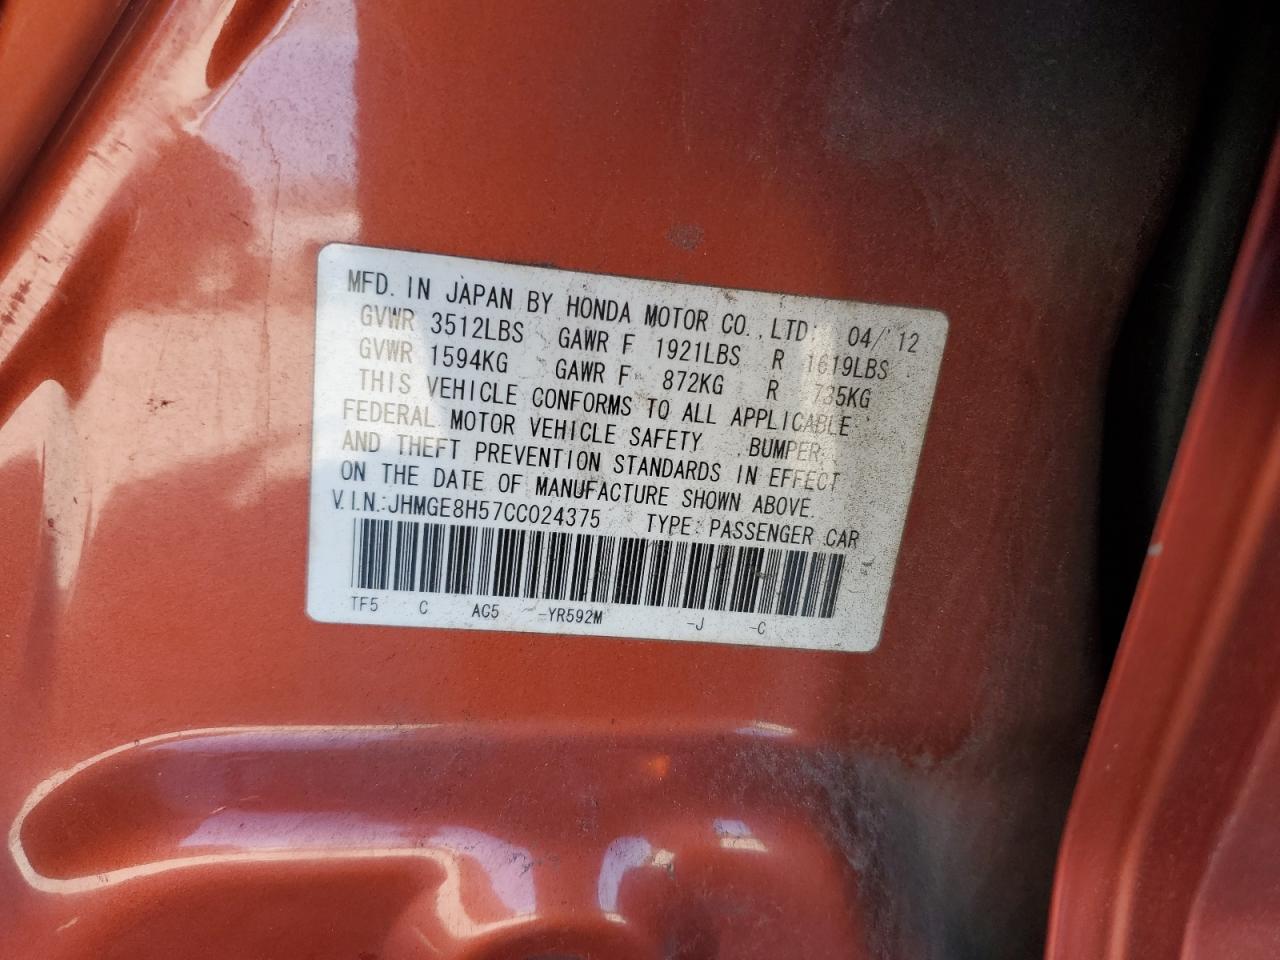 MFD. IN JAPAN BY HONDA MOTOR CO.,LTD. 04/'12
GVWR 3512LBS GAWR F 1921LBS R 1619LBS
GVWR 1594KG GAWR F 872KG R 735KG
THIS VEHICLE CONFORMS TO ALL APPLICABLE
FEDERAL MOTOR VEHICLE SAFETY, BUMPER,
AND THEFT PREVENTION STANDARDS IN EFFECT
ON THE DATE OF MANUFACTURE SHOWN ABOVE.
V.I.N.:JHMGE8H57CC024375 TYPE:PASSENGER CAR
TF5 C AC5 -YR592M -J -C